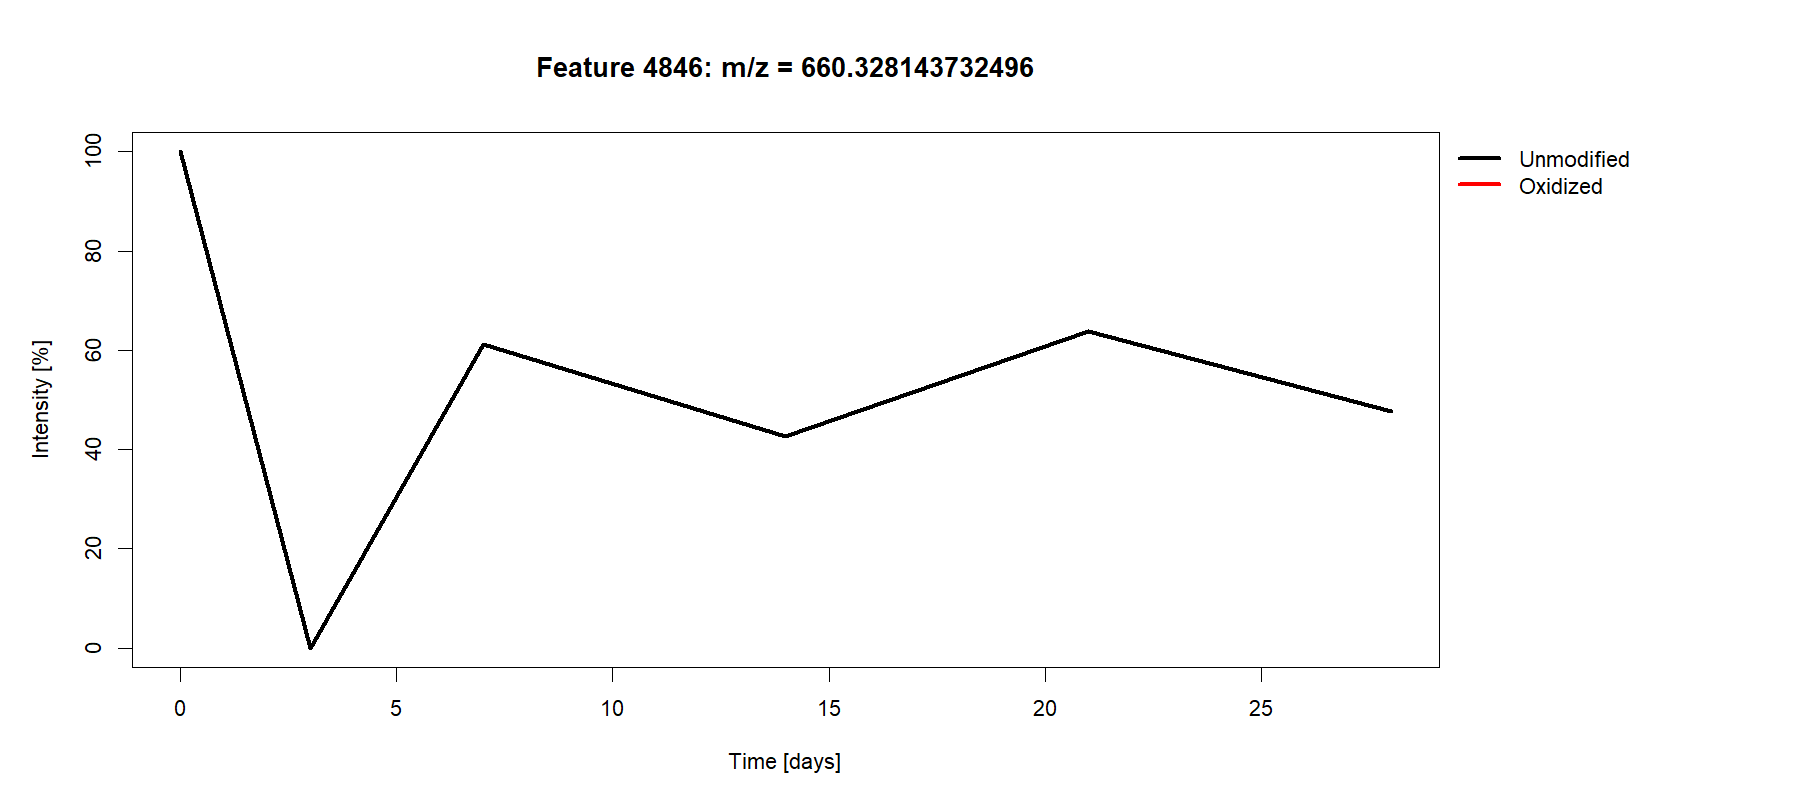 Feature 4846: m/z = 660.328143732496
Unmodified
Oxidized
Intensity [%]
100
80
60
40
20
0
0 5 10 15 20 25
Time [days]